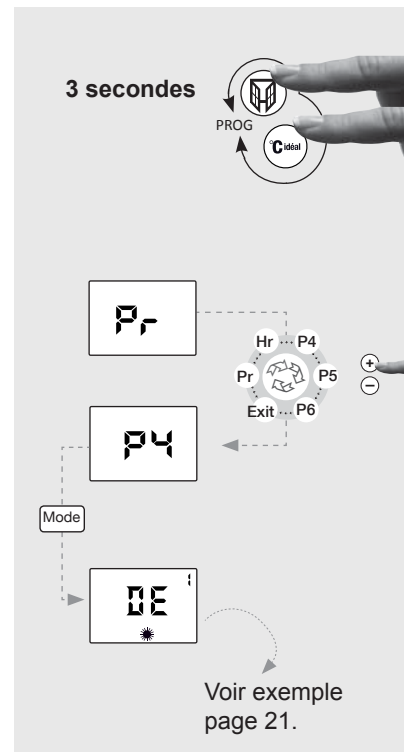 3 secondes
PROG
°C idéal
Pr
Hr P4
Pr P5
Exit P6
+
-
P4
Mode
DE 1
Voir exemple
page 21.